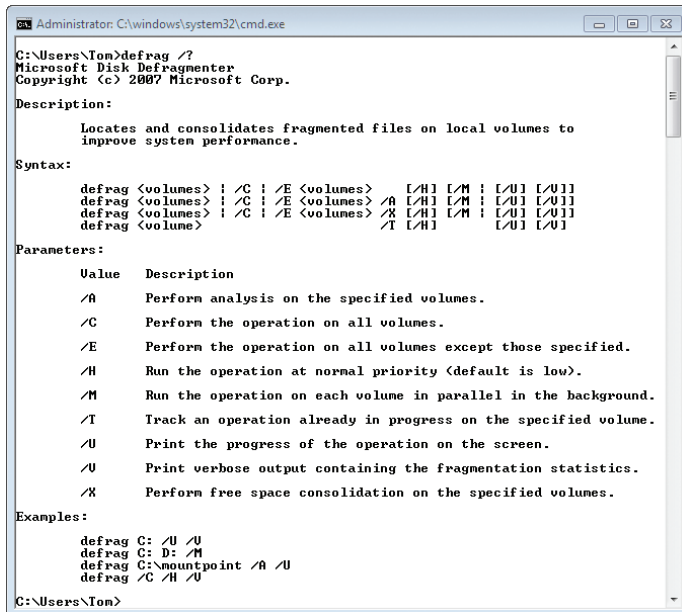 Administrator: C:\windows\system32\cmd.exe
C:\Users\Tom>defrag /?
Microsoft Disk Defragmenter
Copyright (c) 2007 Microsoft Corp.
Description:
Locates and consolidates fragmented files on local volumes to
improve system performance.
Syntax:
defrag <volumes> | /C | /E <volumes>    [/H] [/M | [/U] [/V]]
defrag <volumes> | /C | /E <volumes> /A [/H] [/M | [/U] [/V]]
defrag <volumes> | /C | /E <volumes> /X [/H] [/M | [/U] [/V]]
defrag <volume>                      /T [/H]       [/U] [/V]
Parameters:
Value   Description
/A      Perform analysis on the specified volumes.
/C      Perform the operation on all volumes.
/E      Perform the operation on all volumes except those specified.
/H      Run the operation at normal priority (default is low).
/M      Run the operation on each volume in parallel in the background.
/T      Track an operation already in progress on the specified volume.
/U      Print the progress of the operation on the screen.
/V      Print verbose output containing the fragmentation statistics.
/X      Perform free space consolidation on the specified volumes.
Examples:
defrag C: /U /V
defrag C: D: /M
defrag C:\mountpoint /A /U
defrag /C /H /V
C:\Users\Tom>